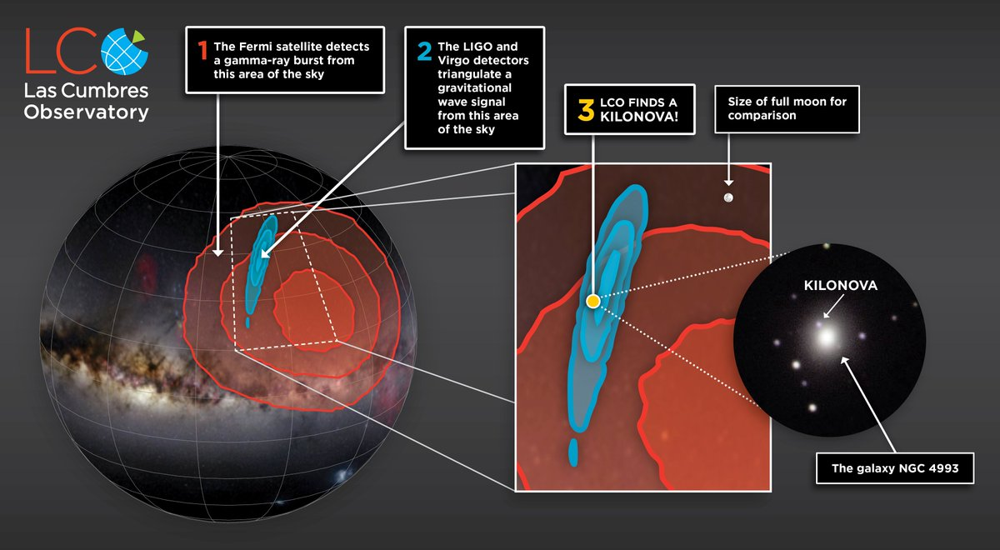 LCO
Las Cumbres
Observatory
1 The Fermi satellite detects
a gamma-ray burst from
this area of the sky
2 The LIGO and
Virgo detectors
triangulate a
gravitational
wave signal
from this area
of the sky
3 LCO FINDS A
KILONOVA!
Size of full moon for
comparison
KILONOVA
The galaxy NGC 4993